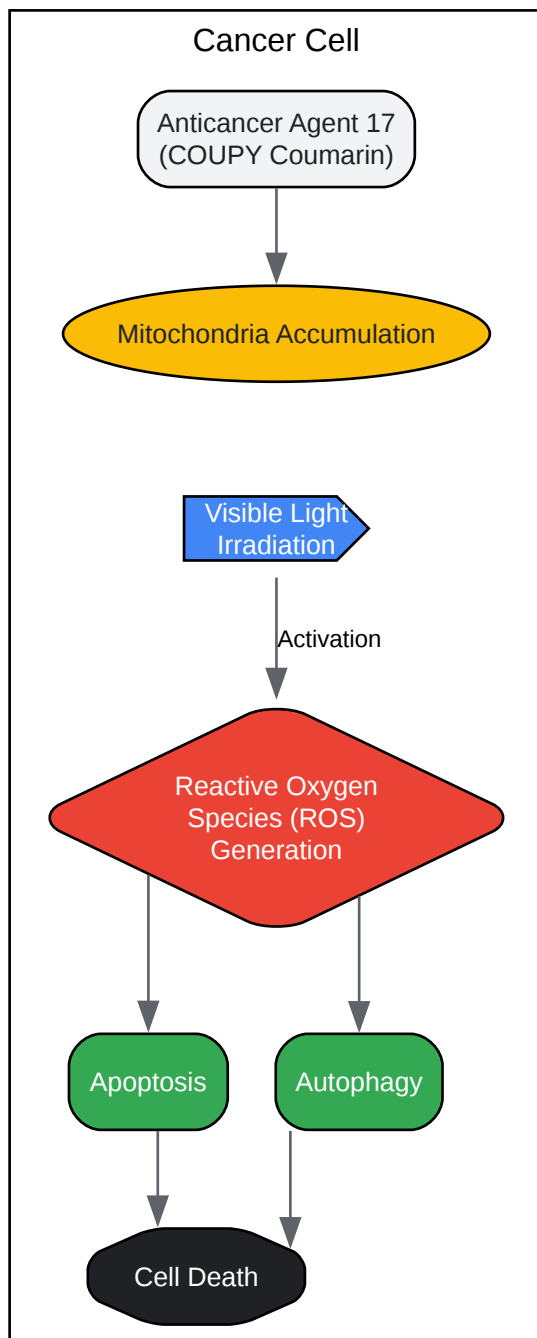 Cancer Cell
Anticancer Agent 17
(COUPY Coumarin)
Mitochondria Accumulation
Visible Light
Irradiation
Activation
Reactive Oxygen
Species (ROS)
Generation
Apoptosis
Autophagy
Cell Death